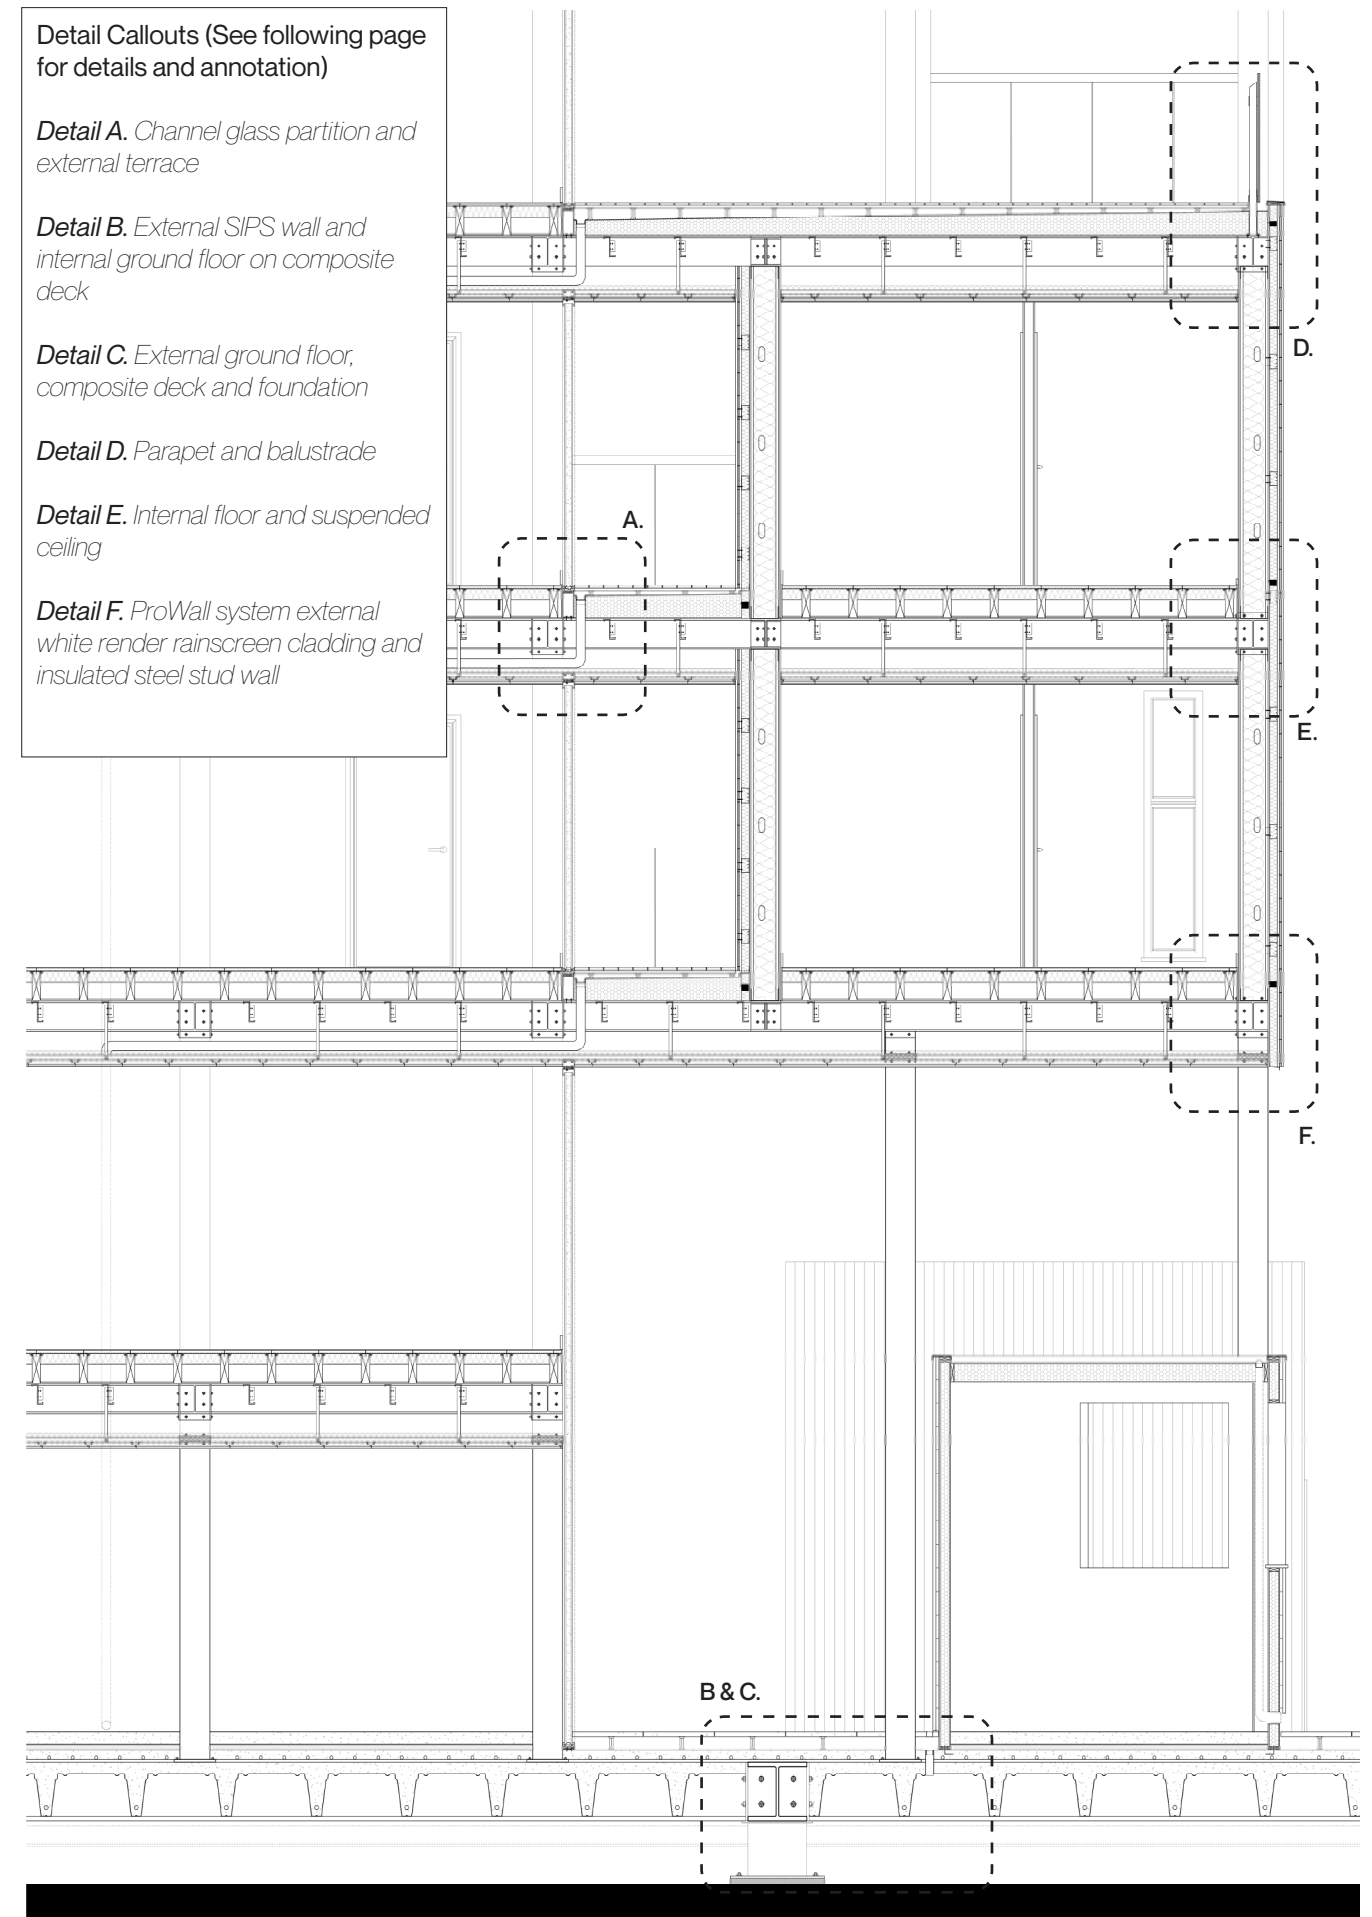 Detail Callouts (See following page
for details and annotation)
Detail A. Channel glass partition and
external terrace
Detail B. External SIPS wall and
internal ground floor on composite
deck
Detail C. External ground floor,
composite deck and foundation
Detail D. Parapet and balustrade
Detail E. Internal floor and suspended
ceiling
Detail F. ProWall system external
white render rainscreen cladding and
insulated steel stud wall
D.
A.
E.
F.
B & C.